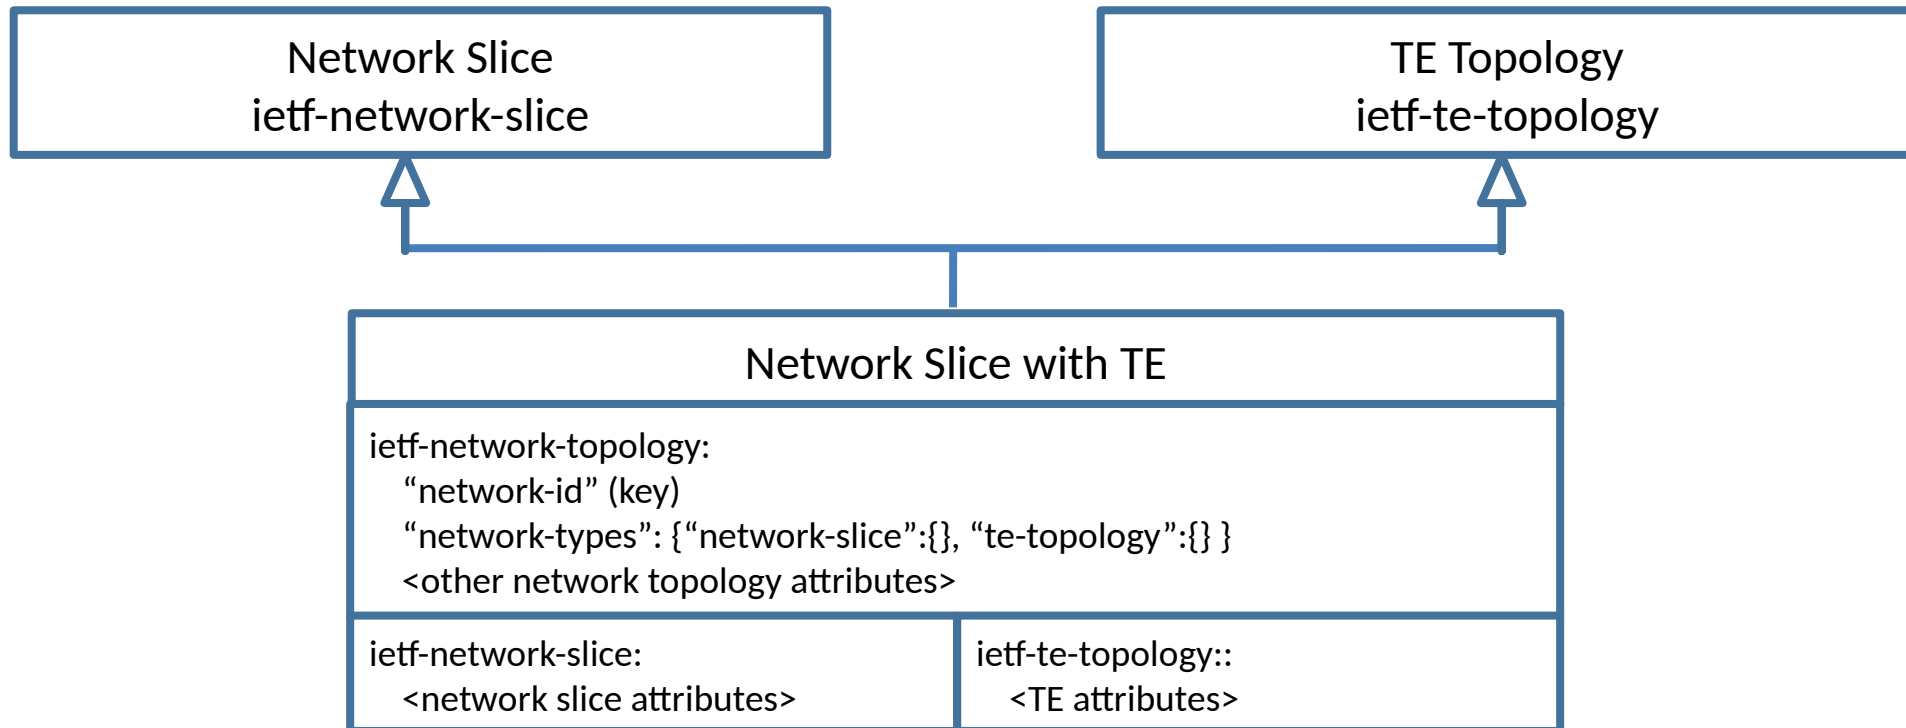 Network Slice
ietf-network-slice
TE Topology
ietf-te-topology
Network Slice with TE
ietf-network-topology:
“network-id” (key)
“network-types”: {“network-slice”:{}, “te-topology”:{} }
<other network topology attributes>
ietf-network-slice:
<network slice attributes>
ietf-te-topology::
<TE attributes>